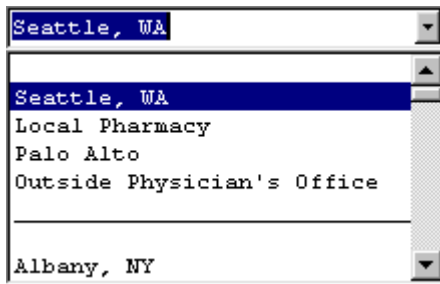 Seattle, WA
Seattle, WA
Local Pharmacy
Palo Alto
Outside Physician's Office
Albany, NY